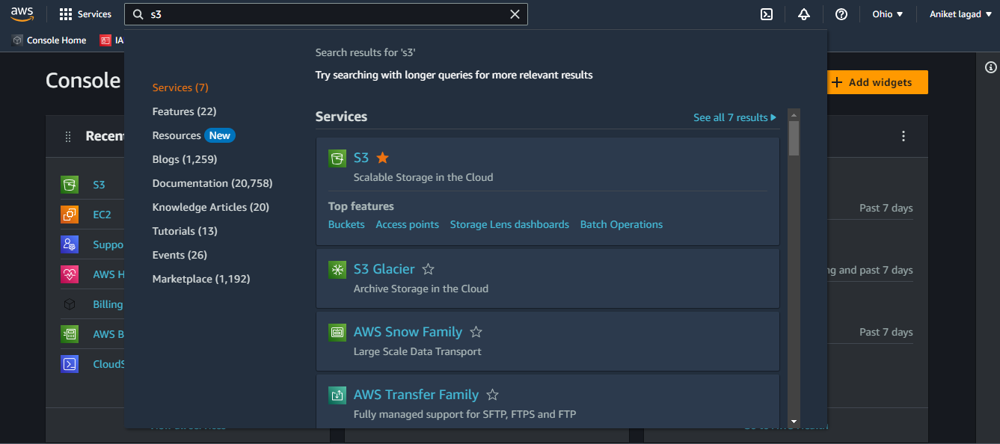 aws
Services
s3
Ohio
Aniket lagad
Console Home
IA
Search results for 's3'
Try searching with longer queries for more relevant results
Services (7)
Features (22)
Resources New
Blogs (1,259)
Documentation (20,758)
Knowledge Articles (20)
Tutorials (13)
Events (26)
Marketplace (1,192)
Services
See all 7 results
S3
Scalable Storage in the Cloud
Top features
Buckets Access points Storage Lens dashboards Batch Operations
S3 Glacier
Archive Storage in the Cloud
AWS Snow Family
Large Scale Data Transport
AWS Transfer Family
Fully managed support for SFTP, FTPS and FTP
Console
Add widgets
Recen
S3
EC2
Suppo
AWS H
Billing
AWS B
CloudS
Past 7 days
ng and past 7 days
Past 7 days